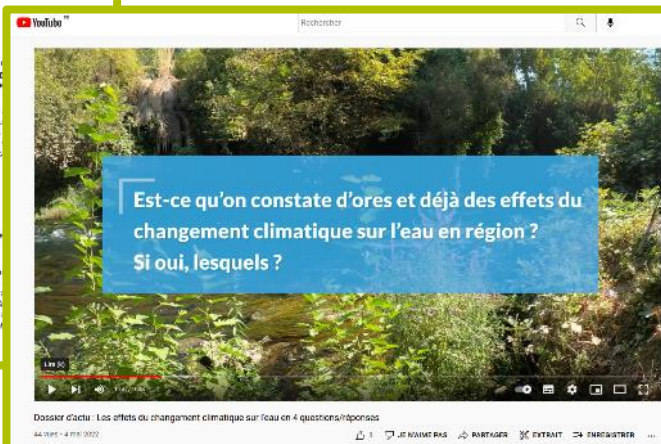 YouTube FR
Rechercher
Est-ce qu'on constate d'ores et déjà des effets du
changement climatique sur l'eau en région ?
Si oui, lesquels ?
Lire (k)
Dossier d'actu : Les effets du changement climatique sur l'eau en 4 questions/réponses
44 vues - 4 mai 2022
1 JE N'AIME PAS PARTAGER EXTRAIT ENREGISTRER ...